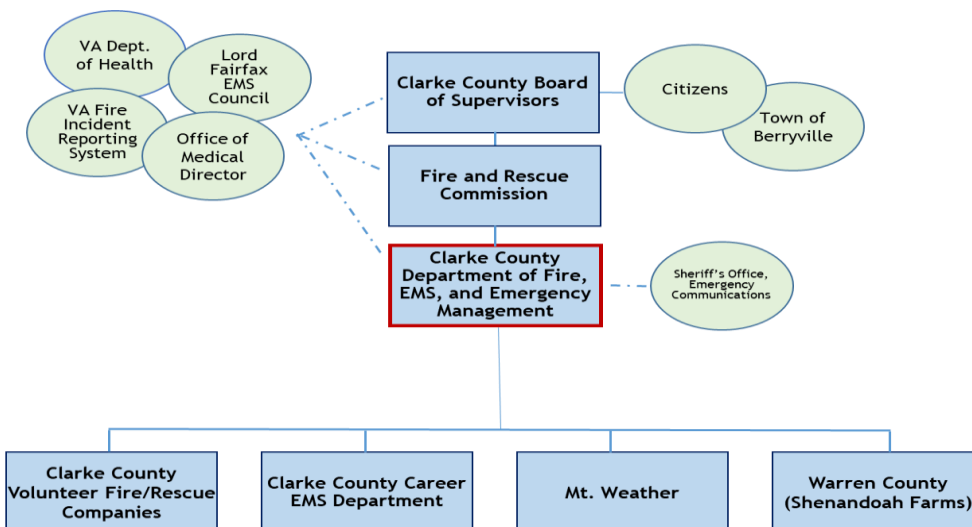 VA Dept.
of Health
Lord
Fairfax
EMS
Council
VA Fire
Incident
Reporting
System
Office of
Medical
Director
Clarke County Board
of Supervisors
Citizens
Town of
Berryville
Fire and Rescue
Commission
Clarke County
Department of Fire,
EMS, and Emergency
Management
Sheriff's Office,
Emergency
Communications
Clarke County
Volunteer Fire/Rescue
Companies
Clarke County Career
EMS Department
Mt. Weather
Warren County
(Shenandoah Farms)